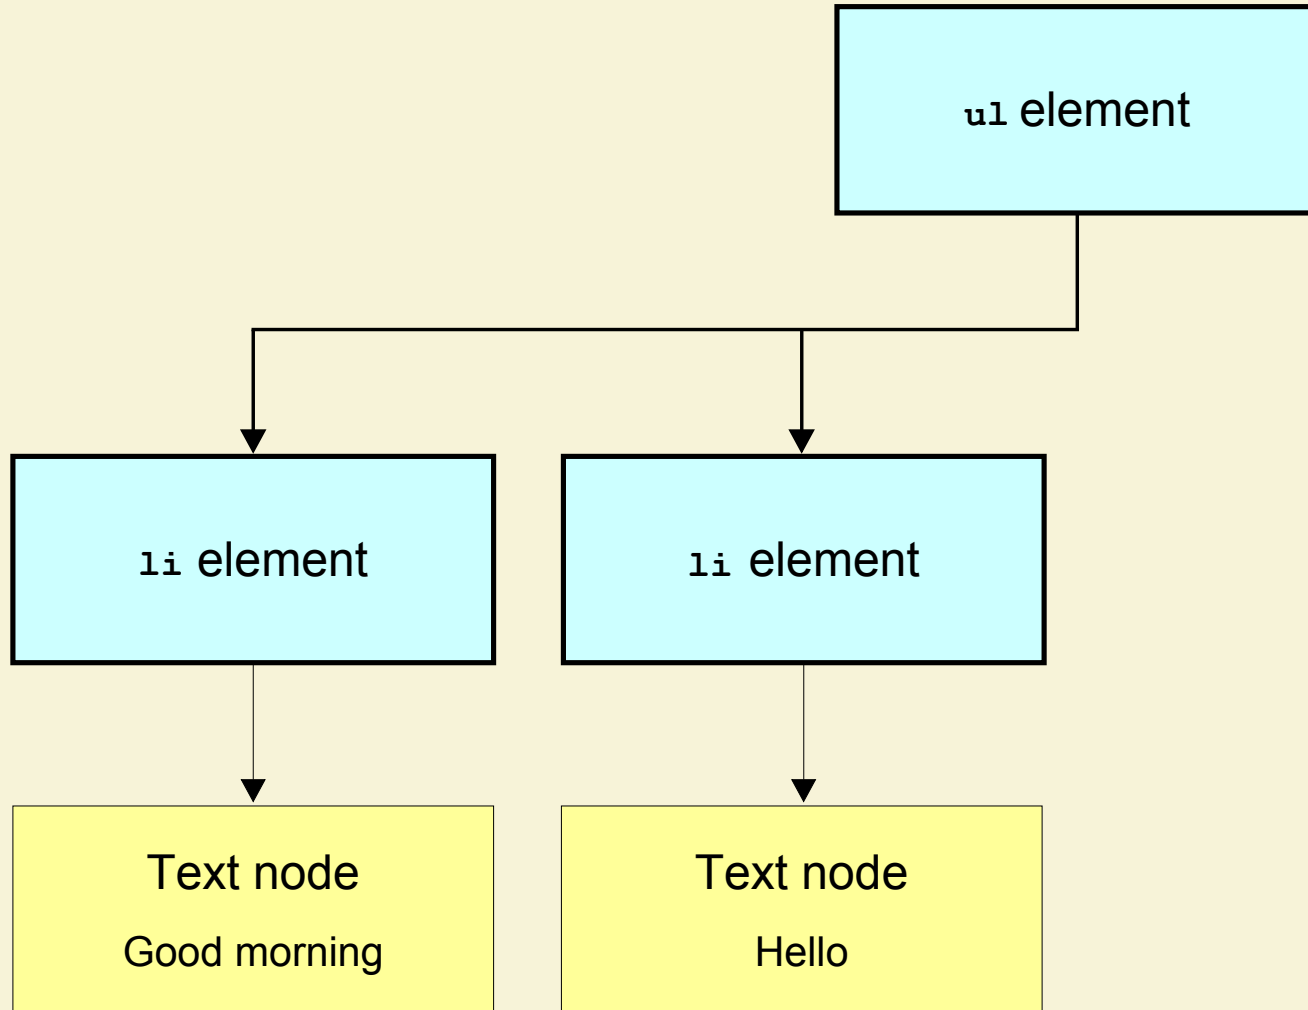 ul element
li element
li element
Text node
Good morning
Text node
Hello